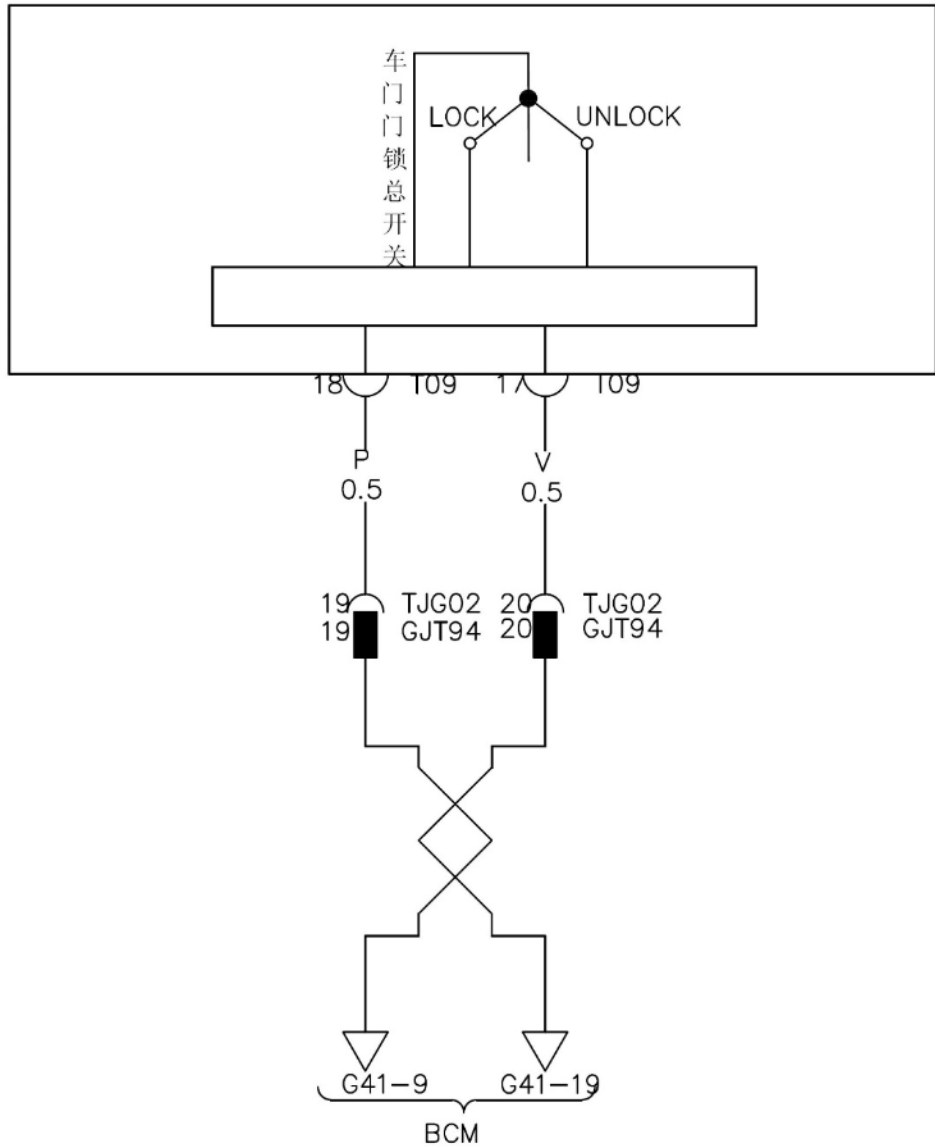 车门门锁总开关
LOCK UNLOCK
18 T09 17 T09
P V
0.5 0.5
19 TJG02 20 TJG02
19 GJT94 20 GJT94
G41-9 G41-19
BCM